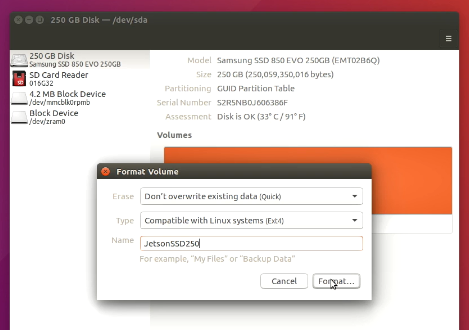 250 GB Disk — /dev/sda
250 GB Disk
Samsung SSD 850 EVO 250GB
SD Card Reader
016G32
4.2 MB Block Device
/dev/mmcblk0rpmb
Block Device
/dev/zram0
Model Samsung SSD 850 EVO 250GB (EMT02B6Q)
Size 250 GB (250,059,350,016 bytes)
Partitioning GUID Partition Table
Serial Number S2R5NB0J606386F
Assessment Disk is OK (33° C / 91° F)
Volumes
Format Volume
Erase Don't overwrite existing data (Quick)
Type Compatible with Linux systems (Ext4)
Name JetsonSSD250
For example, "My Files" or "Backup Data"
Cancel Format...